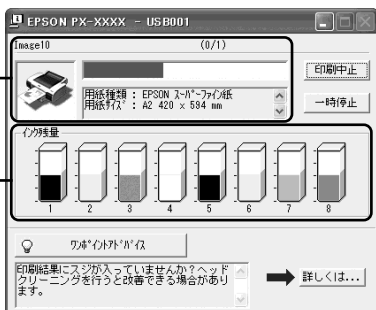 EPSON PX-XXXX - USB001
Image10 (0/1)
印刷中止
用紙種類 : EPSON スーパーファイン紙
用紙サイズ : A2 420 x 594 mm
一時停止
インク残量
1 2 3 4 5 6 7 8
ワンポイントアドバイス
印刷結果にスジが入っていませんか?ヘッド
クリーニングを行うと改善できる場合があり
ます。
詳しくは...